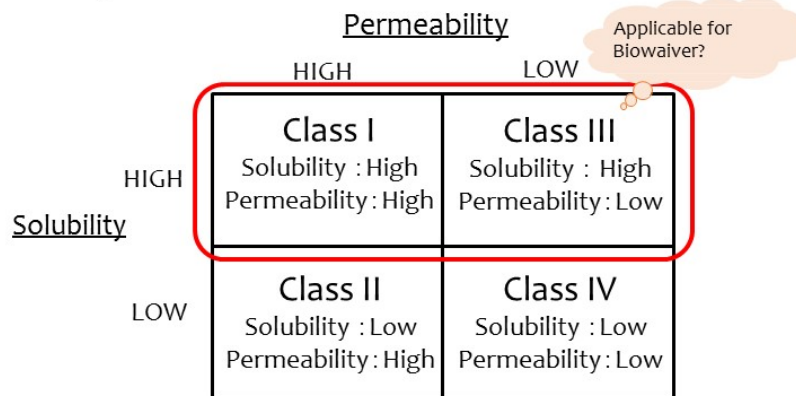 Permeability
Applicable for
Biowaiver?
HIGH
LOW
HIGH
Solubility
LOW
Class I
Solubility : High
Permeability : High
Class III
Solubility : High
Permeability : Low
Class II
Solubility : Low
Permeability : High
Class IV
Solubility : Low
Permeability : Low